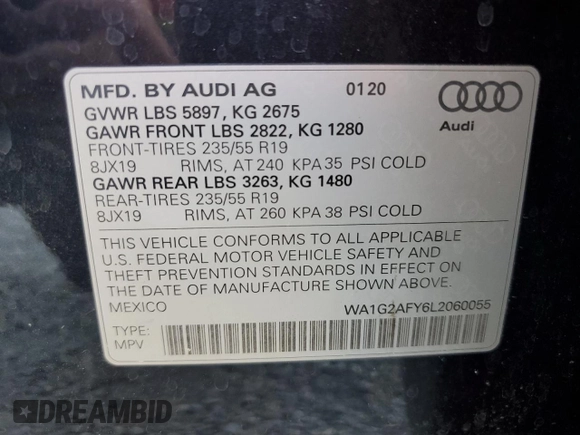 MFD. BY AUDI AG 01 20
GVWR LBS 5897, KG 2675
GAWR FRONT LBS 2822, KG 1280
Audi
FRONT-TIRES 235/55 R19
8JX19 RIMS, AT 240 KPA 35 PSI COLD
GAWR REAR LBS 3263, KG 1480
REAR-TIRES 235/55 R19
8JX19 RIMS, AT 260 KPA 38 PSI COLD
THIS VEHICLE CONFORMS TO ALL APPLICABLE
U.S. FEDERAL MOTOR VEHICLE SAFETY AND
THEFT PREVENTION STANDARDS IN EFFECT ON
THE DATE OF MANUFACTURE SHOWN ABOVE.
MEXICO WA1G2AFY6L2060055
TYPE:
MPV
DREAMBID